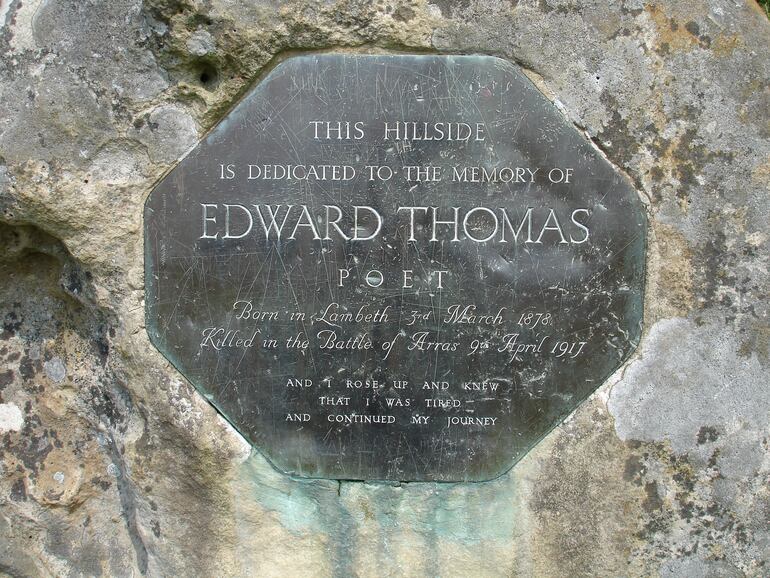 THIS HILLSIDE
IS DEDICATED TO THE MEMORY OF
EDWARD THOMAS
POET
Born in Lambeth 3rd March 1878
Killed in the Battle of Arras 9th April 1917
AND I ROSE UP AND KNEW
THAT I WAS TIRED
AND CONTINUED MY JOURNEY